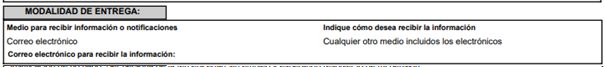 MODALIDAD DE ENTREGA:
Medio para recibir información o notificaciones
Indique cómo desea recibir la información
Correo electrónico
Cualquier otro medio incluidos los electrónicos
Correo electrónico para recibir la información: